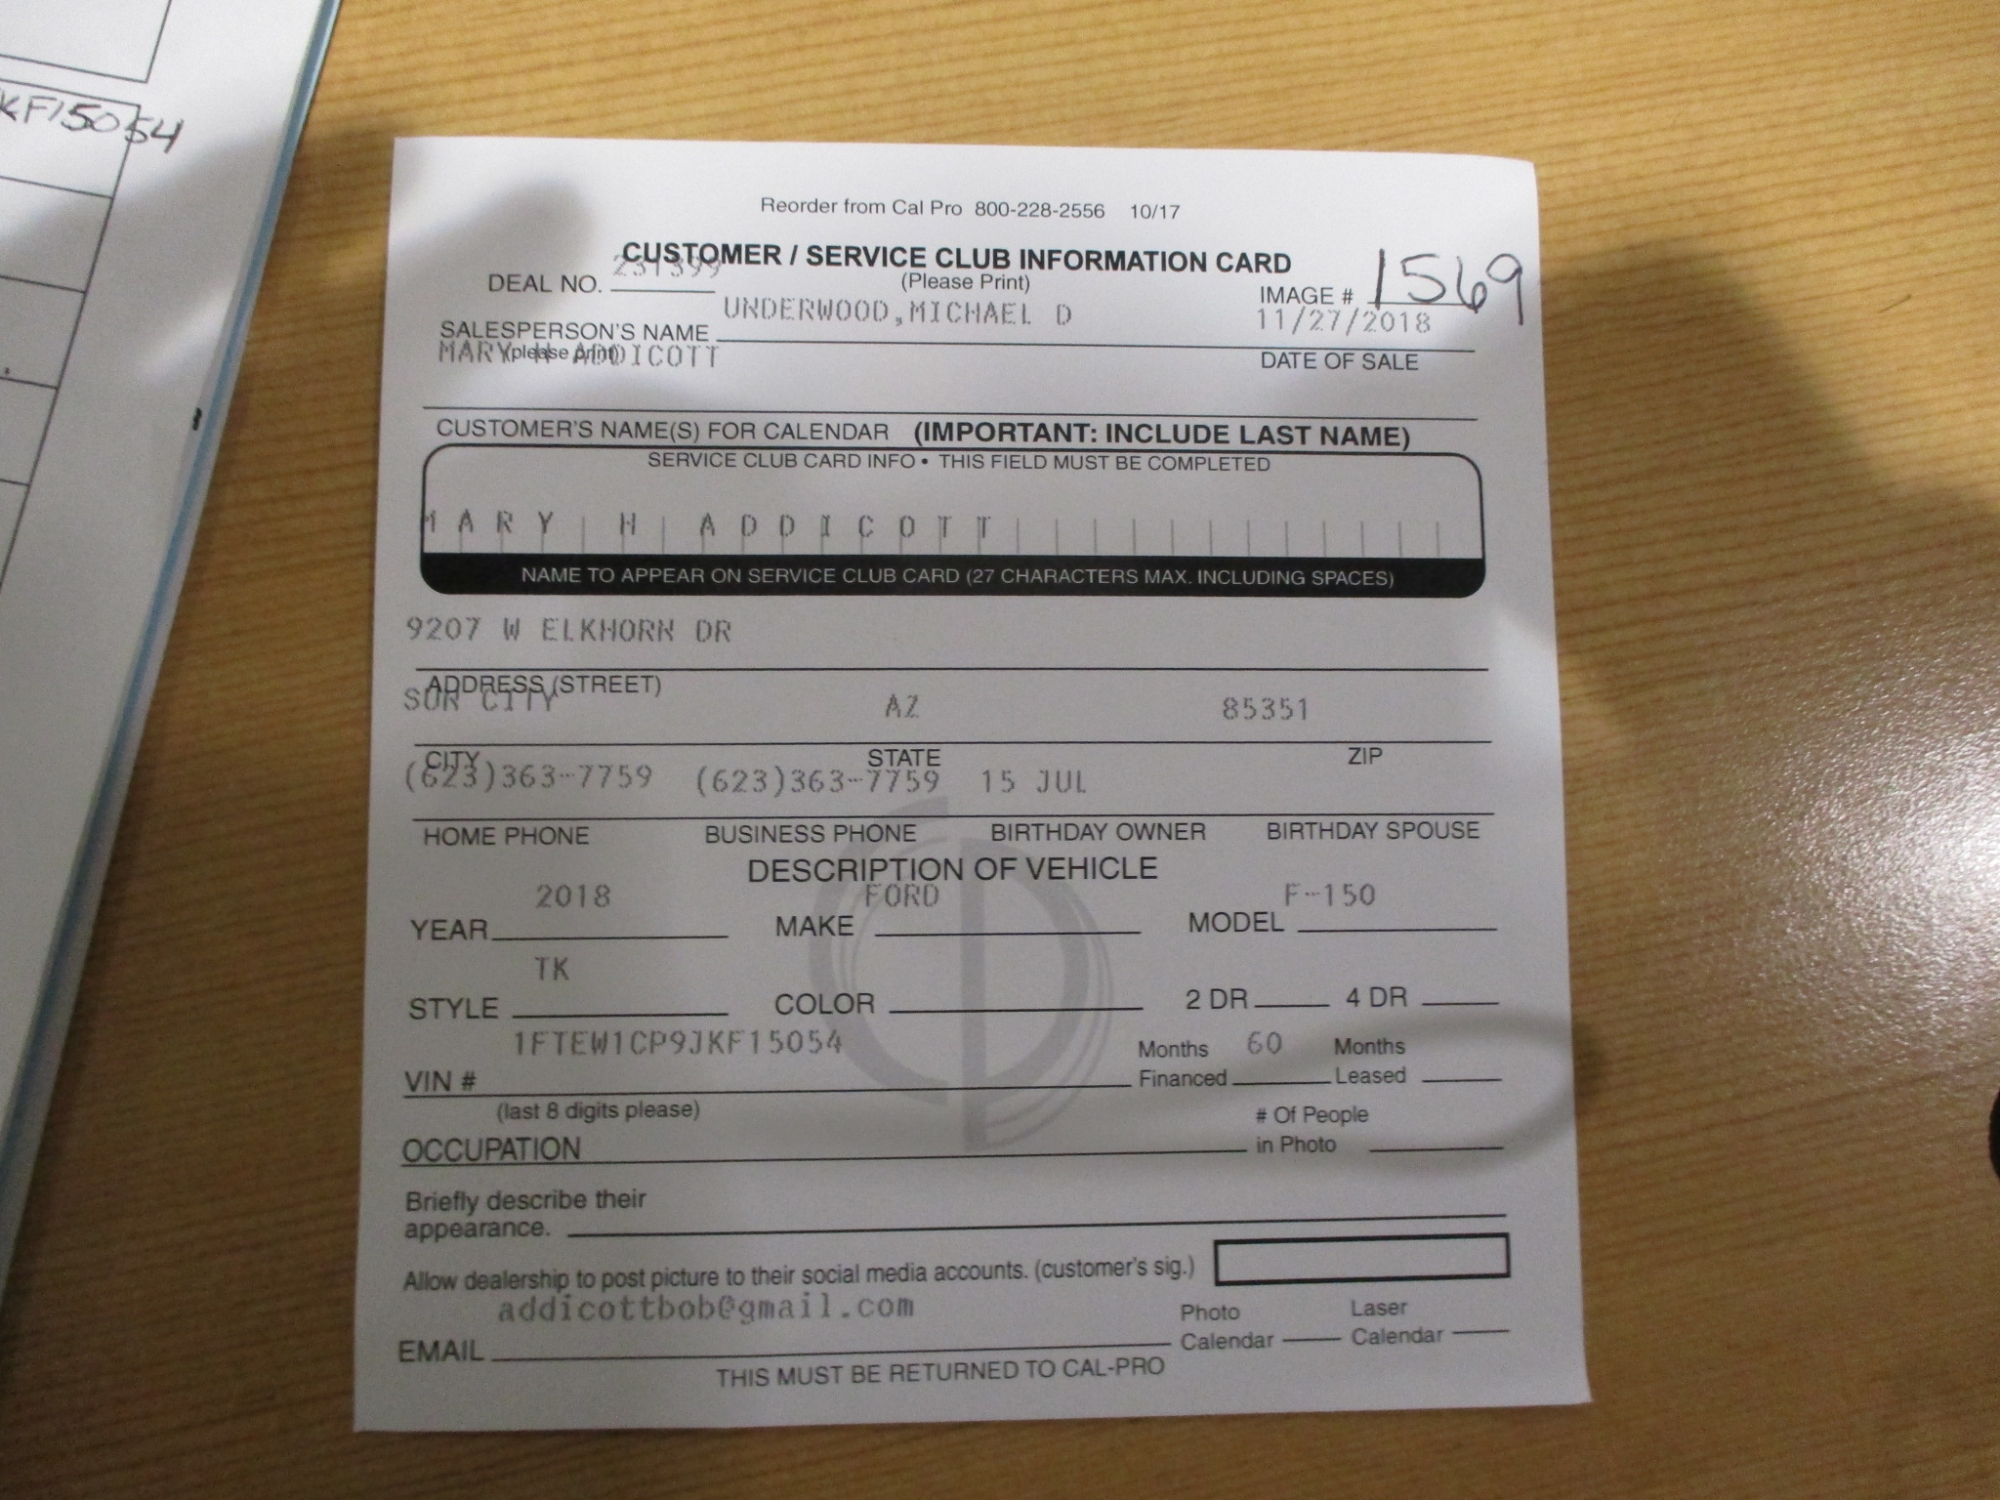 KF15054
Reorder from Cal Pro 800-228-2556 10/17
CUSTOMER / SERVICE CLUB INFORMATION CARD
(Please Print)
DEAL NO. 231399
IMAGE # 1569
UNDERWOOD,MICHAEL D
11/27/2018
SALESPERSON'S NAME
(please print)
MARY H ADDICOTT
DATE OF SALE
CUSTOMER'S NAME(S) FOR CALENDAR (IMPORTANT: INCLUDE LAST NAME)
SERVICE CLUB CARD INFO • THIS FIELD MUST BE COMPLETED
MARY H ADDICOTT
NAME TO APPEAR ON SERVICE CLUB CARD (27 CHARACTERS MAX. INCLUDING SPACES)
9207 W ELKHORN DR
ADDRESS (STREET)
SUN CITY AZ 85351
CITY STATE ZIP
(623)363-7759 (623)363-7759 15 JUL
HOME PHONE BUSINESS PHONE BIRTHDAY OWNER BIRTHDAY SPOUSE
DESCRIPTION OF VEHICLE
2018 FORD F-150
YEAR MAKE MODEL
TK
STYLE COLOR 2 DR 4 DR
1FTEW1CP9JKF15054
Months 60 Months
VIN # Financed Leased
(last 8 digits please)
# Of People
OCCUPATION in Photo
Briefly describe their
appearance.
Allow dealership to post picture to their social media accounts. (customer's sig.)
addicottbob@gmail.com
Photo Laser
EMAIL Calendar Calendar
THIS MUST BE RETURNED TO CAL-PRO